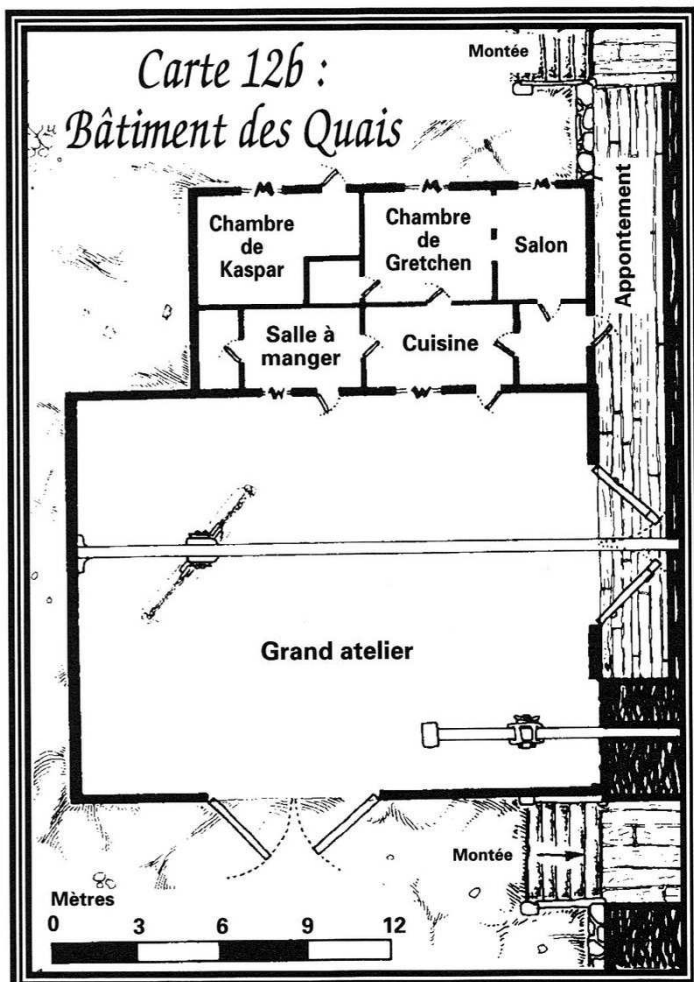 Carte 12b :
Bâtiment des Quais
Montée
Appontement
Chambre
de
Kaspar
Chambre
de
Gretchen
Salon
Salle à
manger
Cuisine
Grand atelier
Montée
Mètres
0 3 6 9 12